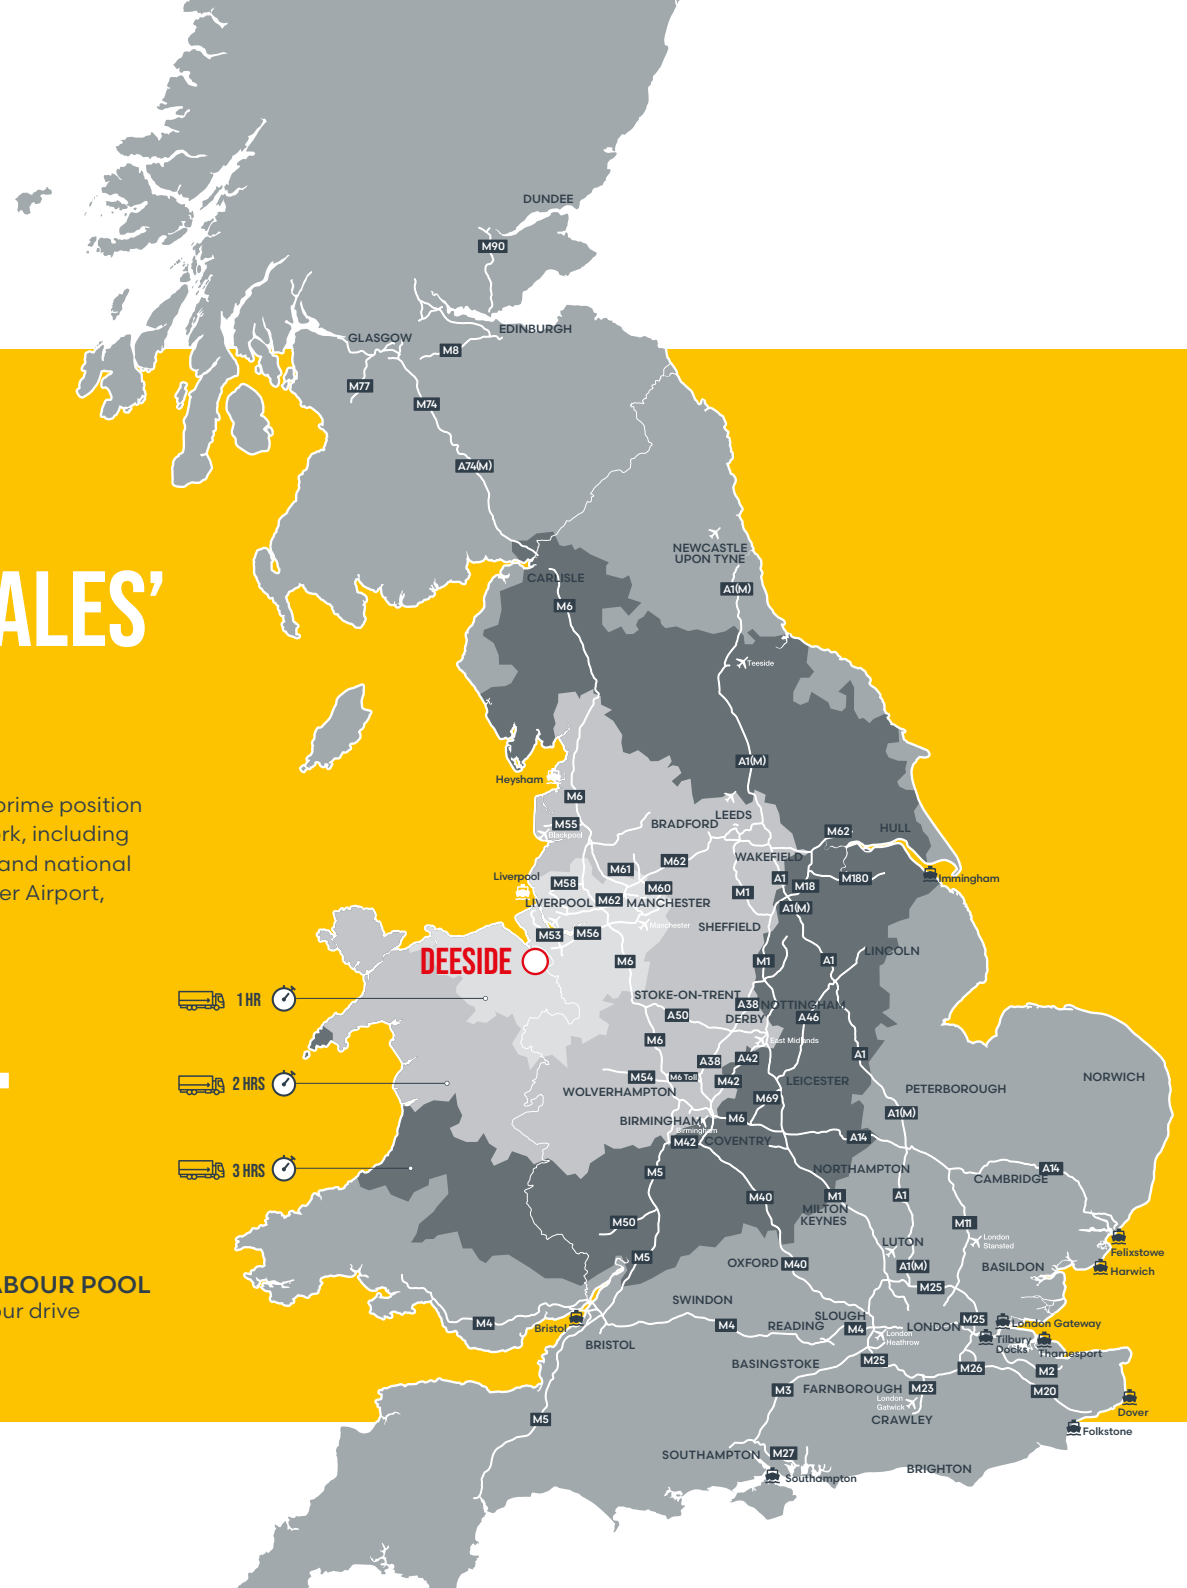 DUNDEE
M90
EDINBURGH
GLASGOW
M8
M77
M74
A74(M)
NEWCASTLE
UPON TYNE
ALES’
CARLISLE
A1(M)
M6
Teeside
A1(M)
Heysham
M6
prime position
LEEDS
BRADFORD
M55
Blackpool
M62
HULL
rk, including
WAKEFIELD
and national
M62
M61
Liverpool
M58
M60
A1
M18
M180
Immingham
er Airport,
LIVERPOOL
M62
MANCHESTER
M1
A1(M)
M53
M56
Manchester
SHEFFIELD
LINCOLN
DEESIDE
M6
M1
A1
1 HR
STOKE-ON-TRENT
A38
NOTTINGHAM
A50
DERBY
A46
M6
East Midlands
A38
A42
A1
2 HRS
M54
M6 Toll
M42
LEICESTER
NORWICH
WOLVERHAMPTON
M69
PETERBOROUGH
BIRMINGHAM
M6
A1(M)
Birmingham
M42
COVENTRY
A14
3 HRS
M5
NORTHAMPTON
A14
CAMBRIDGE
M40
M1
A1
MILTON
KEYNES
M50
M11
LUTON
London
Stansted
Felixstowe
M5
OXFORD
M40
A1(M)
BASILDON
Harwich
ABOUR POOL
M25
our drive
SWINDON
M4
Bristol
M4
READING
SLOUGH
M4
LONDON
M25
London Gateway
London
Heathrow
Tilbury
Docks
Thamesport
BRISTOL
BASINGSTOKE
M25
M26
M2
M3
FARNBOROUGH
M23
M20
London
Gatwick
Dover
M5
CRAWLEY
Folkstone
SOUTHAMPTON
M27
Southampton
BRIGHTON